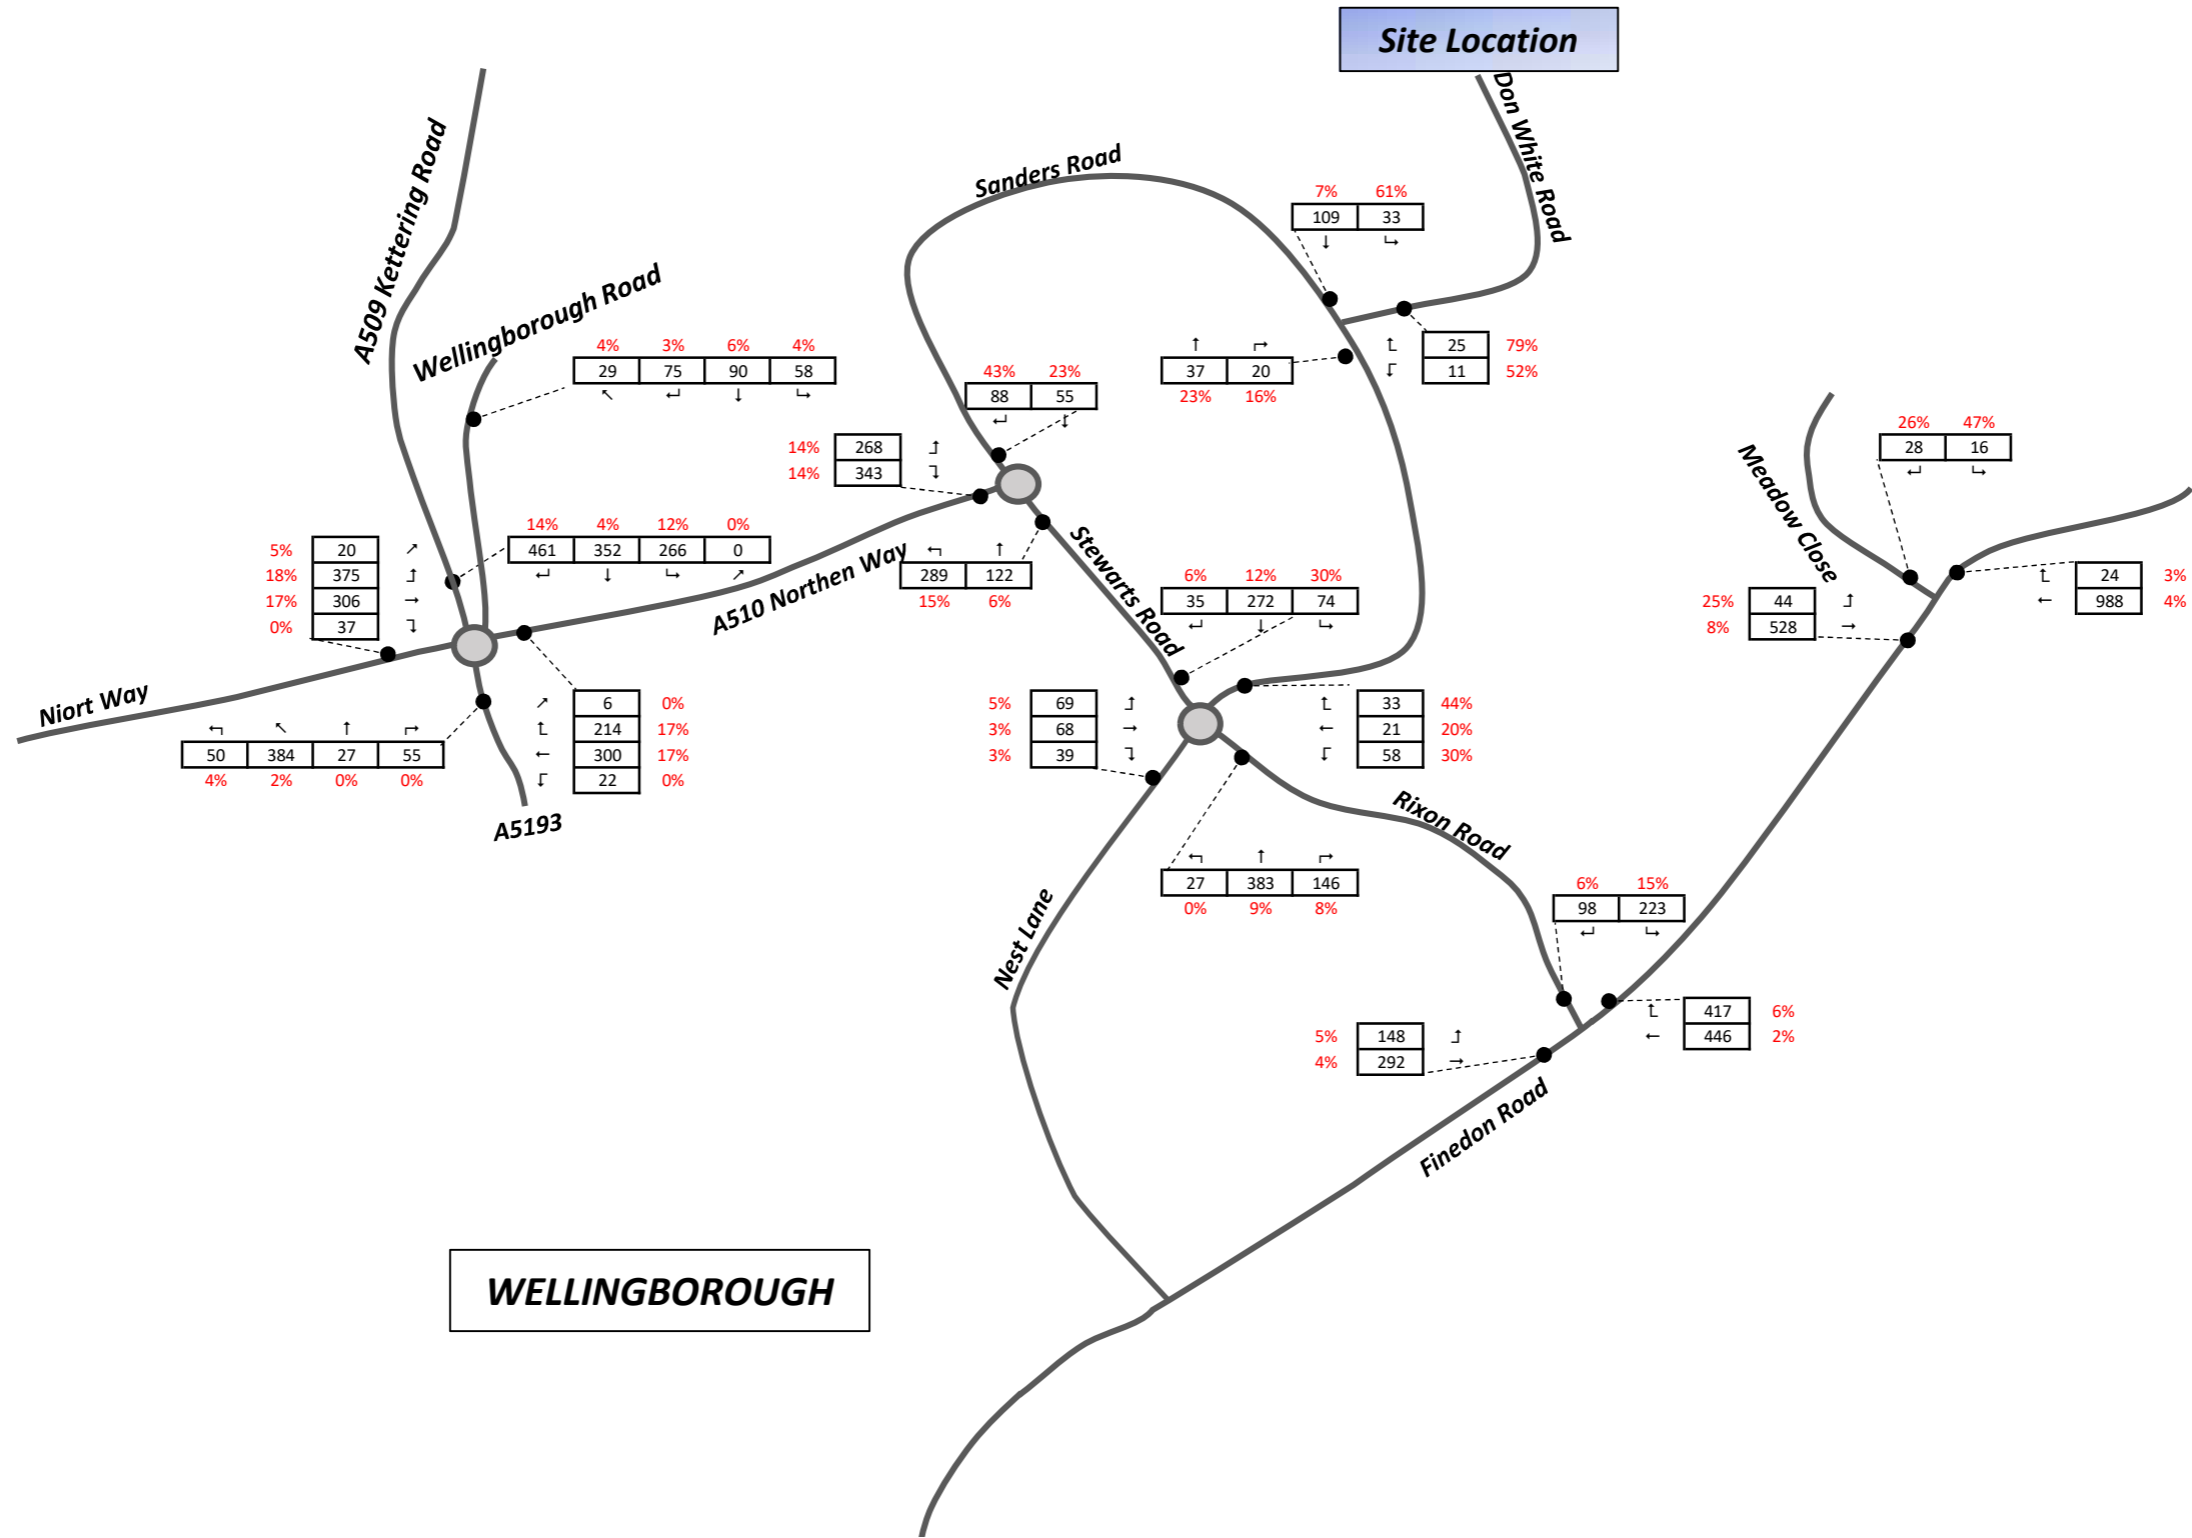 Site Location
Don White Road
Sanders Road
A509 Kettering Road
7% 61%
109 33
↓ ↳
Wellingborough Road
4% 3% 6% 4%
29 75 90 58
↖ ↵ ↓ ↳
↑ ↱
37 20
23% 16%
↥ 25 79%
↧ 11 52%
43% 23%
88 55
↵ ↓
14% 268 ⮥
14% 343 ⮧
26% 47%
28 16
↵ ↳
Meadow Close
14% 4% 12% 0%
461 352 266 0
↵ ↓ ↳ ↗
5% 20 ↗
18% 375 ⮥
17% 306 →
0% 37 ⮧
A510 Northen Way
↰ ↑
289 122
15% 6%
Stewarts Road
6% 12% 30%
35 272 74
↵ ↓ ↳
25% 44 ⮥
8% 528 →
24 3%
← 988 4%
Niort Way
↰ ↖ ↑ ↱
50 384 27 55
4% 2% 0% 0%
↗ 6 0%
214 17%
← 300 17%
22 0%
A5193
5% 69 ⮥
3% 68 →
3% 39 ⮧
33 44%
← 21 20%
58 30%
Rixon Road
↰ ↑ ↱
27 383 146
0% 9% 8%
Nest Lane
6% 15%
98 223
↵ ↳
5% 148 ⮥
4% 292 →
417 6%
← 446 2%
Finedon Road
WELLINGBOROUGH